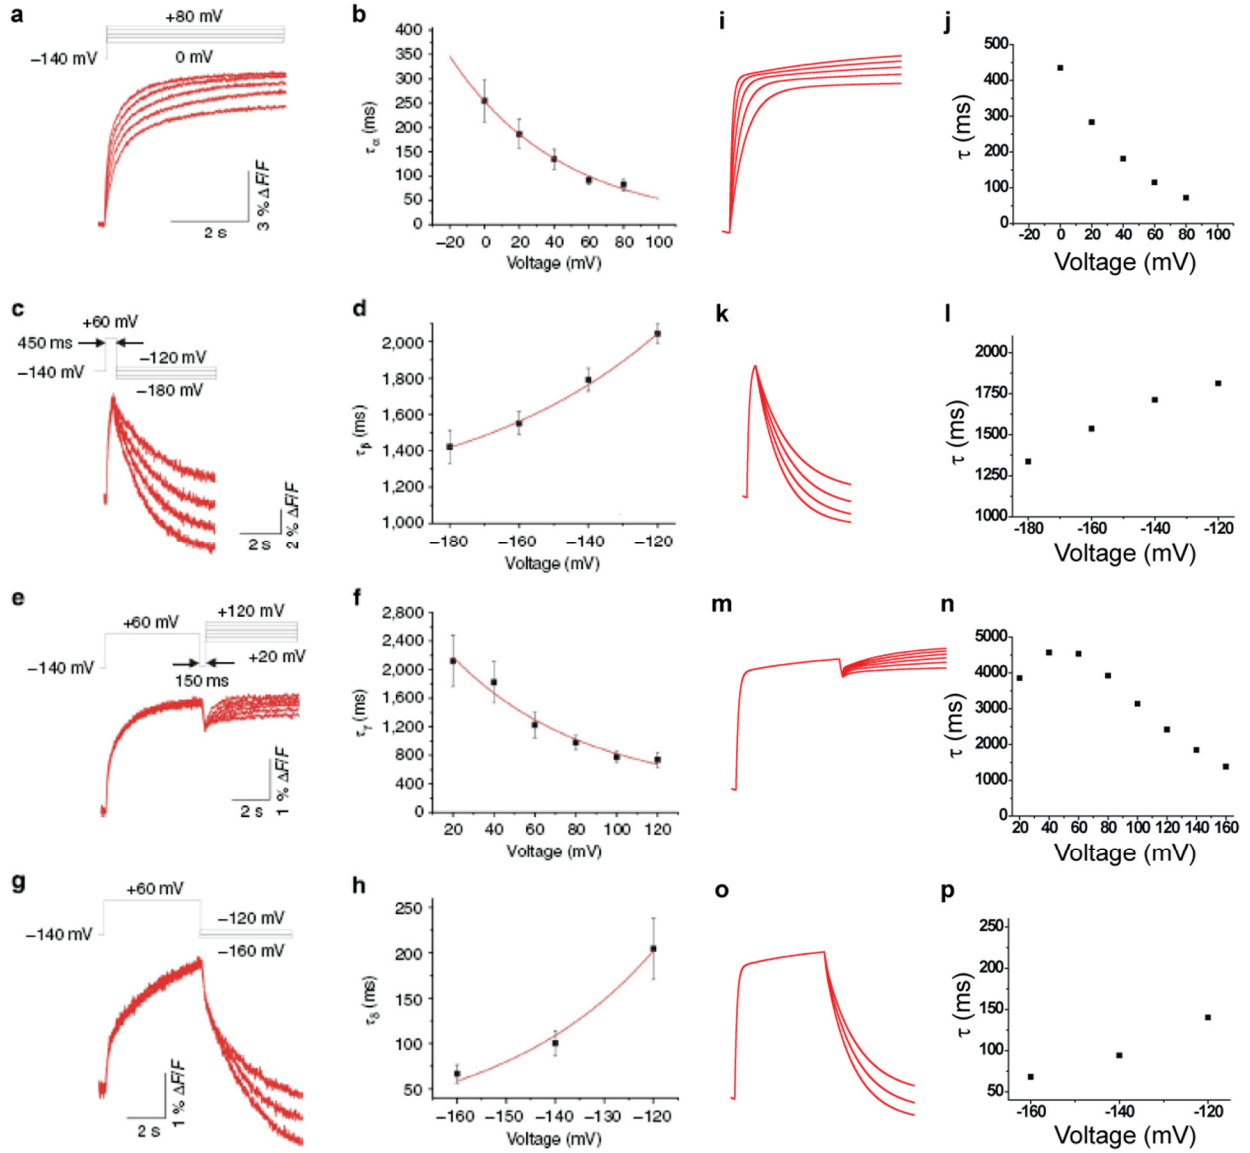 a
+80 mV
−140 mV
0 mV
3 % ΔF/F
2 s
b
400
350
300
250
200
150
100
50
0
τα (ms)
−20 0 20 40 60 80 100
Voltage (mV)
i
j
500
400
300
200
100
0
τ (ms)
-20 0 20 40 60 80 100
Voltage (mV)
c
+60 mV
450 ms
−140 mV
−120 mV
−180 mV
2 % ΔF/F
2 s
d
2,000
1,800
1,600
1,400
1,200
1,000
τβ (ms)
−180 −160 −140 −120
Voltage (mV)
k
l
2000
1750
1500
1250
1000
τ (ms)
-180 -160 -140 -120
Voltage (mV)
e
+120 mV
+60 mV
+20 mV
−140 mV
150 ms
1 % ΔF/F
2 s
f
2,800
2,400
2,000
1,600
1,200
800
400
0
τγ (ms)
20 40 60 80 100 120
Voltage (mV)
m
n
5000
4000
3000
2000
1000
0
τ (ms)
20 40 60 80 100 120 140 160
Voltage (mV)
g
+60 mV
−120 mV
−140 mV
−160 mV
1 % ΔF/F
2 s
h
250
200
150
100
50
τδ (ms)
−160 −150 −140 −130 −120
Voltage (mV)
o
p
250
200
150
100
50
τ (ms)
-160 -140 -120
Voltage (mV)